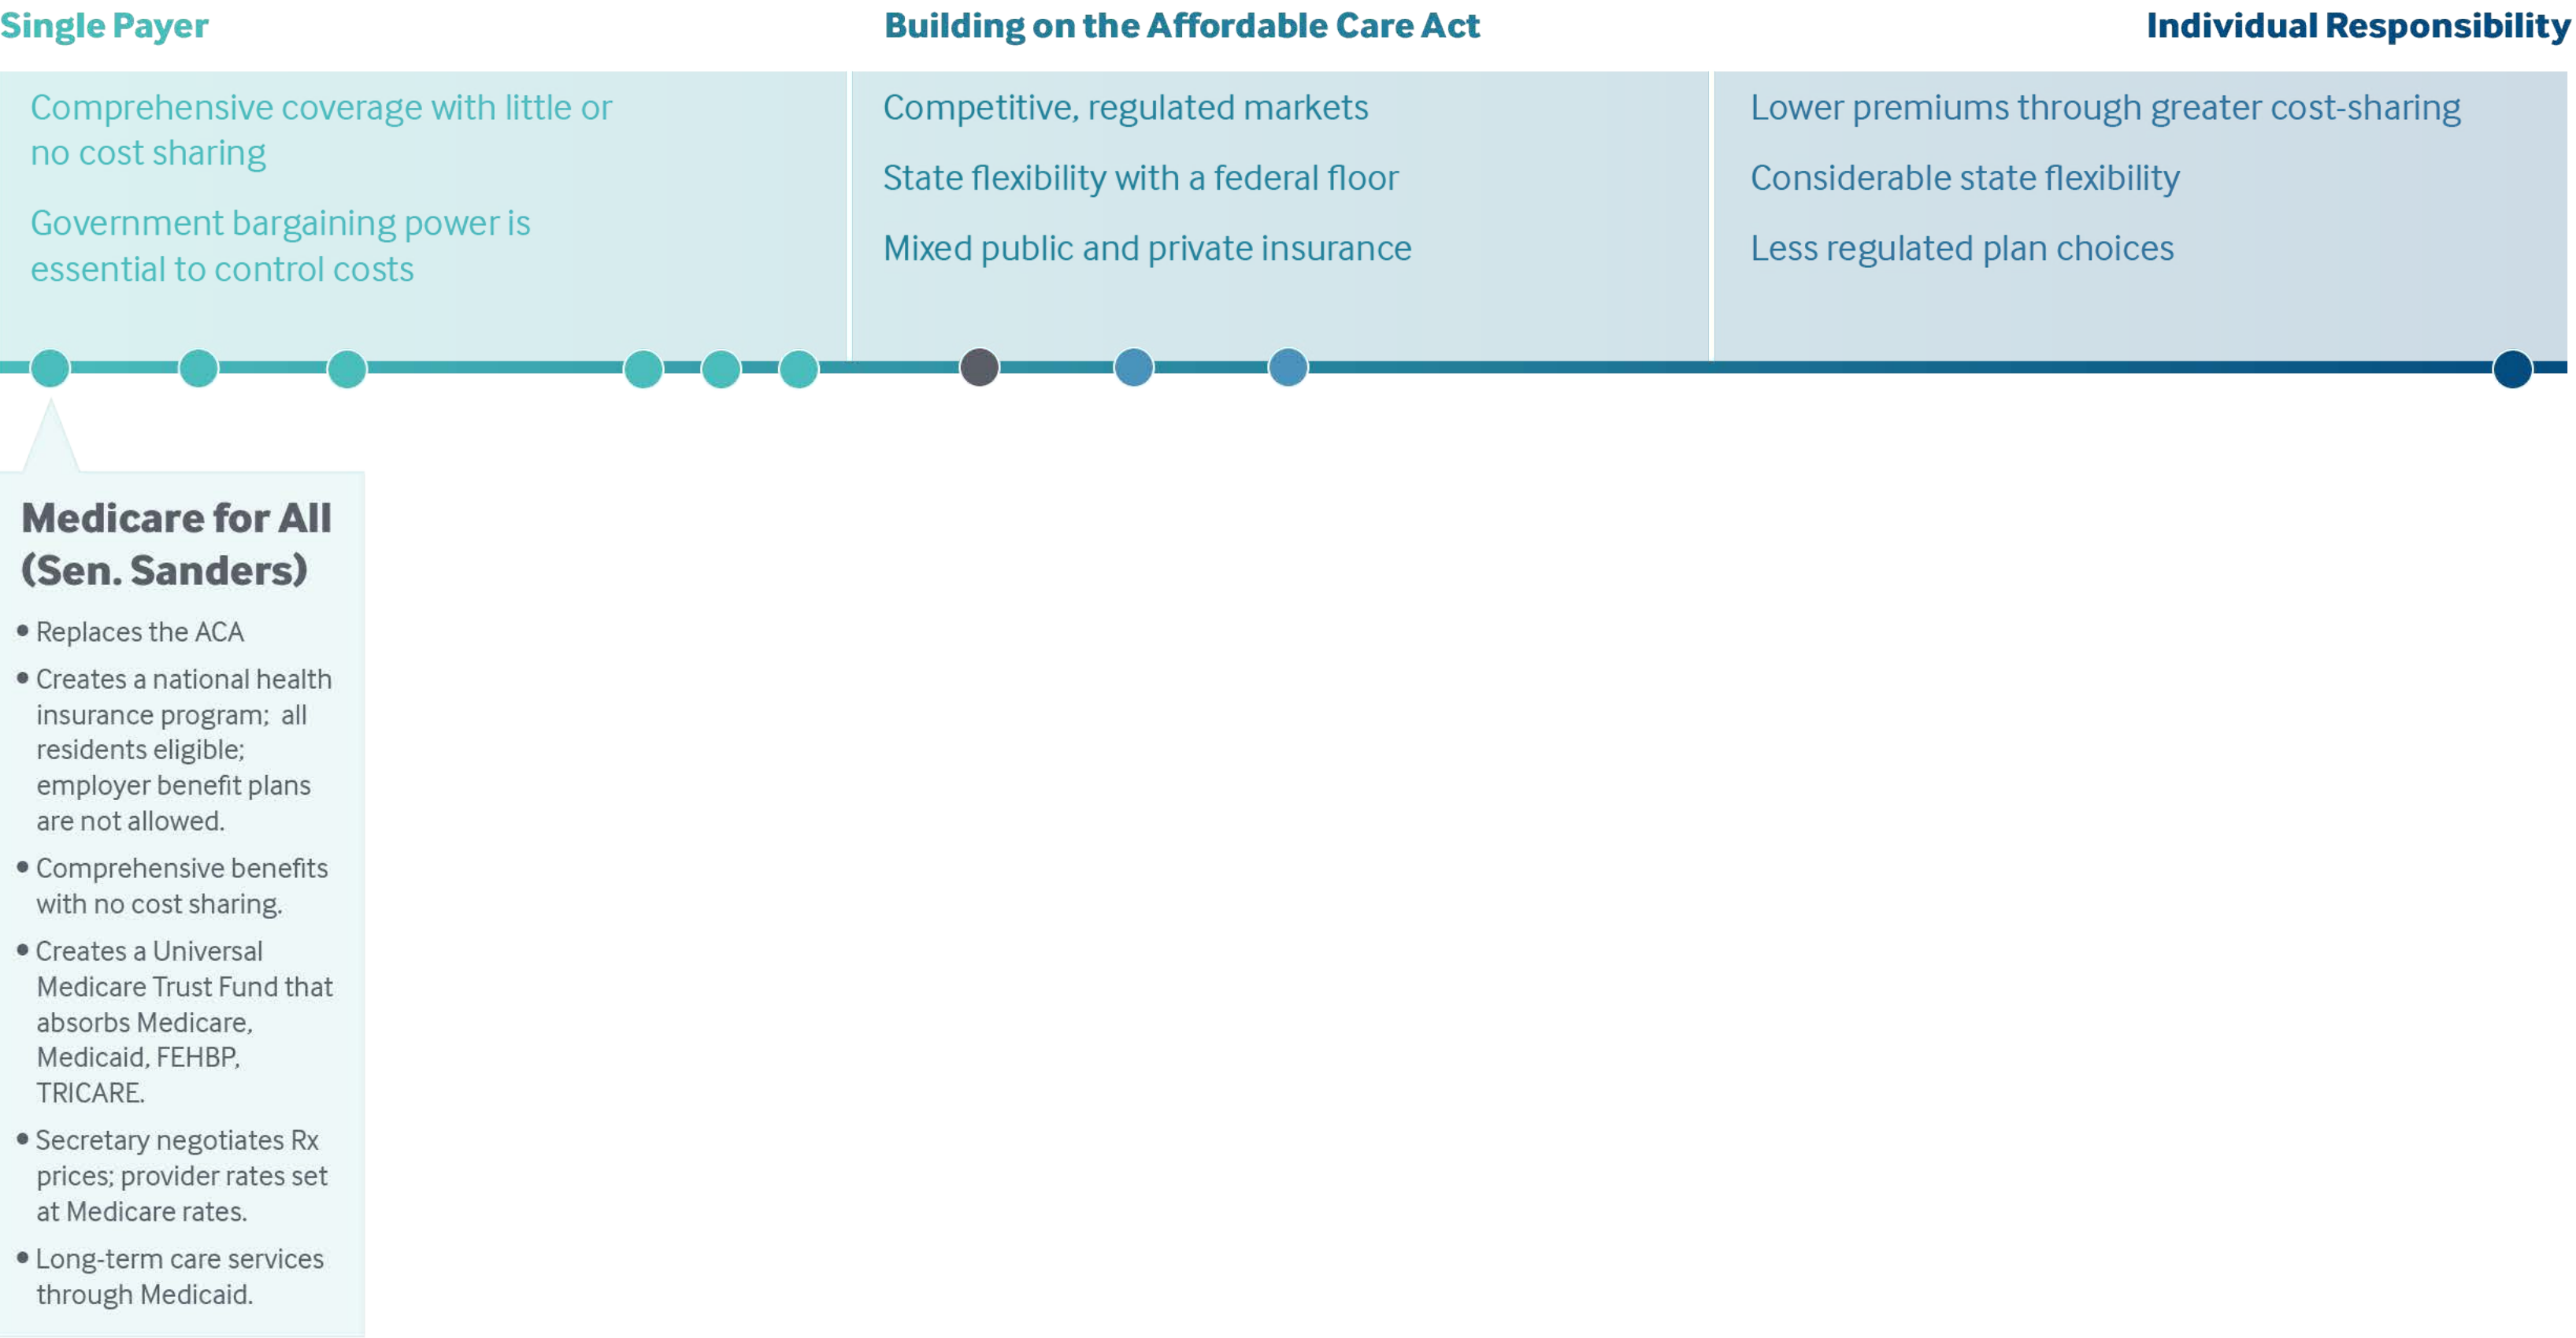 Single Payer
Building on the Affordable Care Act
Individual Responsibility
Comprehensive coverage with little or
no cost sharing
Government bargaining power is
essential to control costs
Competitive, regulated markets
State flexibility with a federal floor
Mixed public and private insurance
Lower premiums through greater cost-sharing
Considerable state flexibility
Less regulated plan choices
Medicare for All
(Sen. Sanders)
• Replaces the ACA
• Creates a national health
insurance program; all
residents eligible;
employer benefit plans
are not allowed.
• Comprehensive benefits
with no cost sharing.
• Creates a Universal
Medicare Trust Fund that
absorbs Medicare,
Medicaid, FEHBP,
TRICARE.
• Secretary negotiates Rx
prices; provider rates set
at Medicare rates.
• Long-term care services
through Medicaid.